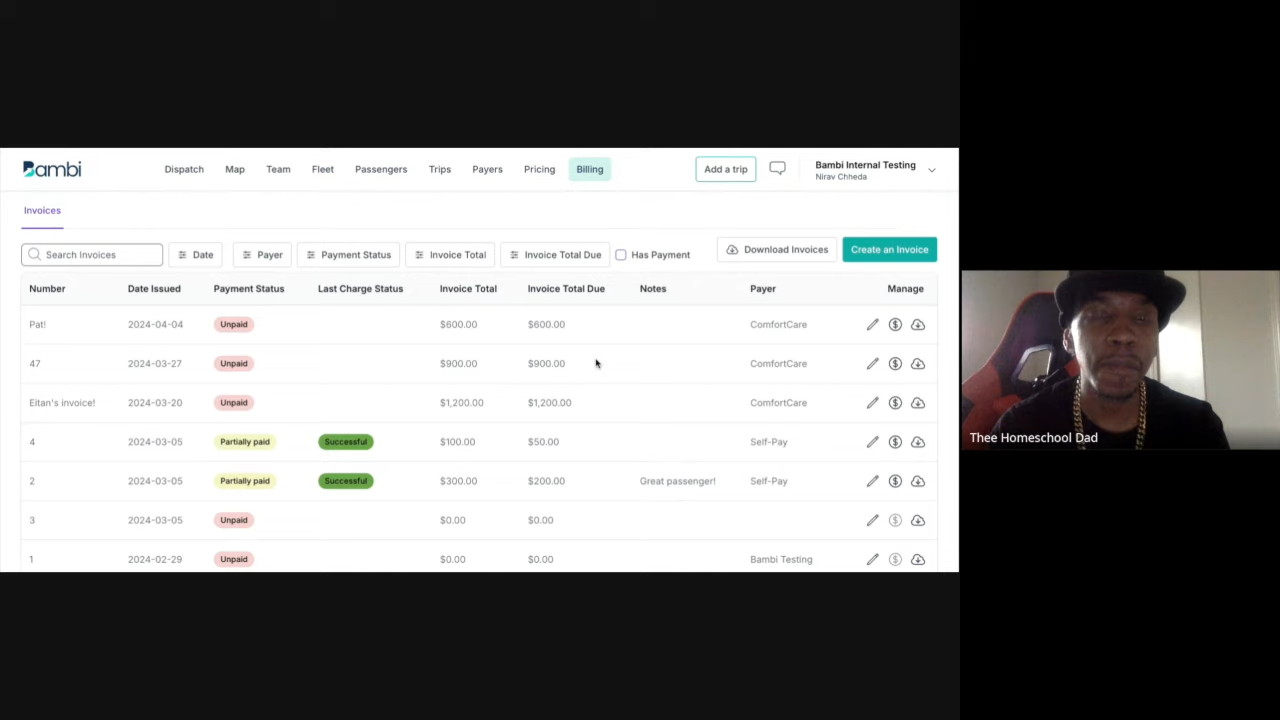 Bambi Dispatch Map Team Fleet Passengers Trips Payers Pricing Billing Add a trip Bambi Internal Testing
Nirav Chheda
Invoices
Search Invoices Date Payer Payment Status Invoice Total Invoice Total Due Has Payment Download Invoices Create an Invoice
Number Date Issued Payment Status Last Charge Status Invoice Total Invoice Total Due Notes Payer Manage
Pat! 2024-04-04 Unpaid $600.00 $600.00 ComfortCare
47 2024-03-27 Unpaid $900.00 $900.00 ComfortCare
Eitan's invoice! 2024-03-20 Unpaid $1,200.00 $1,200.00 ComfortCare
4 2024-03-05 Partially paid Successful $100.00 $50.00 Self-Pay
2 2024-03-05 Partially paid Successful $300.00 $200.00 Great passenger! Self-Pay
3 2024-03-05 Unpaid $0.00 $0.00
1 2024-02-29 Unpaid $0.00 $0.00 Bambi Testing
Thee Homeschool Dad